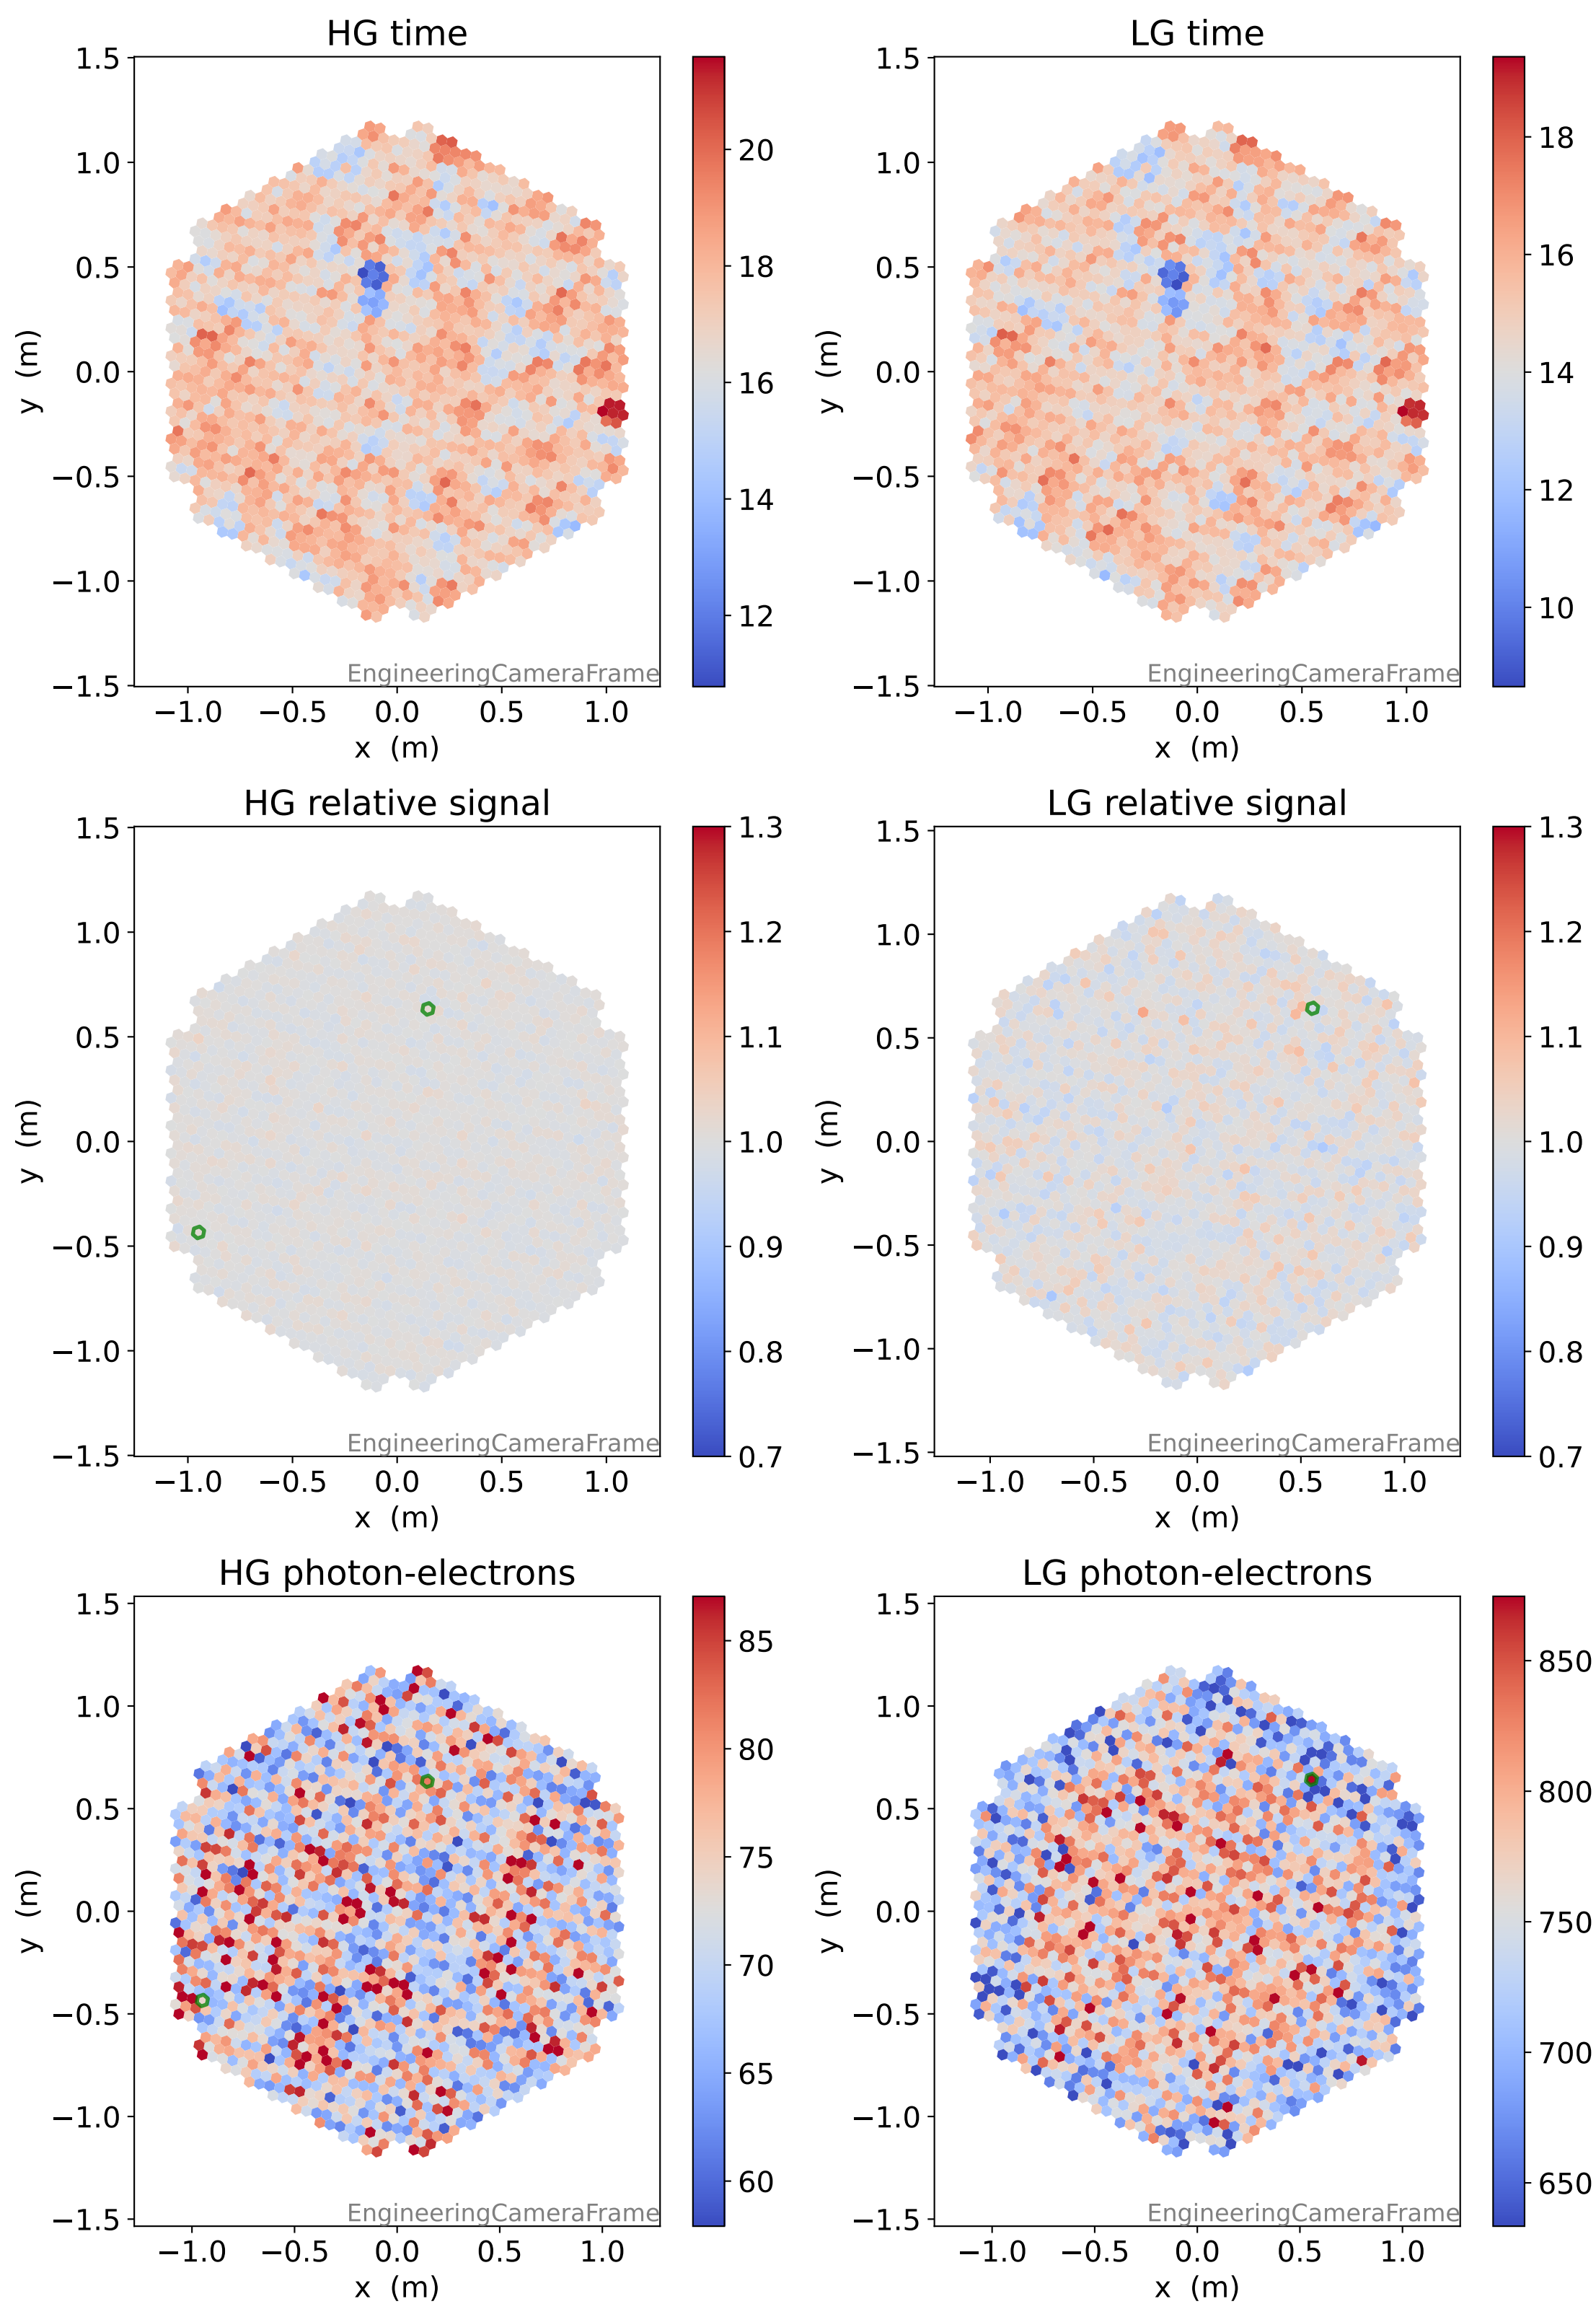 HG time
1.5
1.0
0.5
0.0
−0.5
−1.0
−1.5
y (m)
−1.0 −0.5 0.0 0.5 1.0
x (m)
EngineeringCameraFrame
20
18
16
14
12
LG time
1.5
1.0
0.5
0.0
−0.5
−1.0
−1.5
y (m)
−1.0 −0.5 0.0 0.5 1.0
x (m)
EngineeringCameraFrame
18
16
14
12
10
HG relative signal
1.5
1.0
0.5
0.0
−0.5
−1.0
−1.5
y (m)
−1.0 −0.5 0.0 0.5 1.0
x (m)
EngineeringCameraFrame
1.3
1.2
1.1
1.0
0.9
0.8
0.7
LG relative signal
1.5
1.0
0.5
0.0
−0.5
−1.0
−1.5
y (m)
−1.0 −0.5 0.0 0.5 1.0
x (m)
EngineeringCameraFrame
1.3
1.2
1.1
1.0
0.9
0.8
0.7
HG photon-electrons
1.5
1.0
0.5
0.0
−0.5
−1.0
−1.5
y (m)
−1.0 −0.5 0.0 0.5 1.0
x (m)
EngineeringCameraFrame
85
80
75
70
65
60
LG photon-electrons
1.5
1.0
0.5
0.0
−0.5
−1.0
−1.5
y (m)
−1.0 −0.5 0.0 0.5 1.0
x (m)
EngineeringCameraFrame
850
800
750
700
650